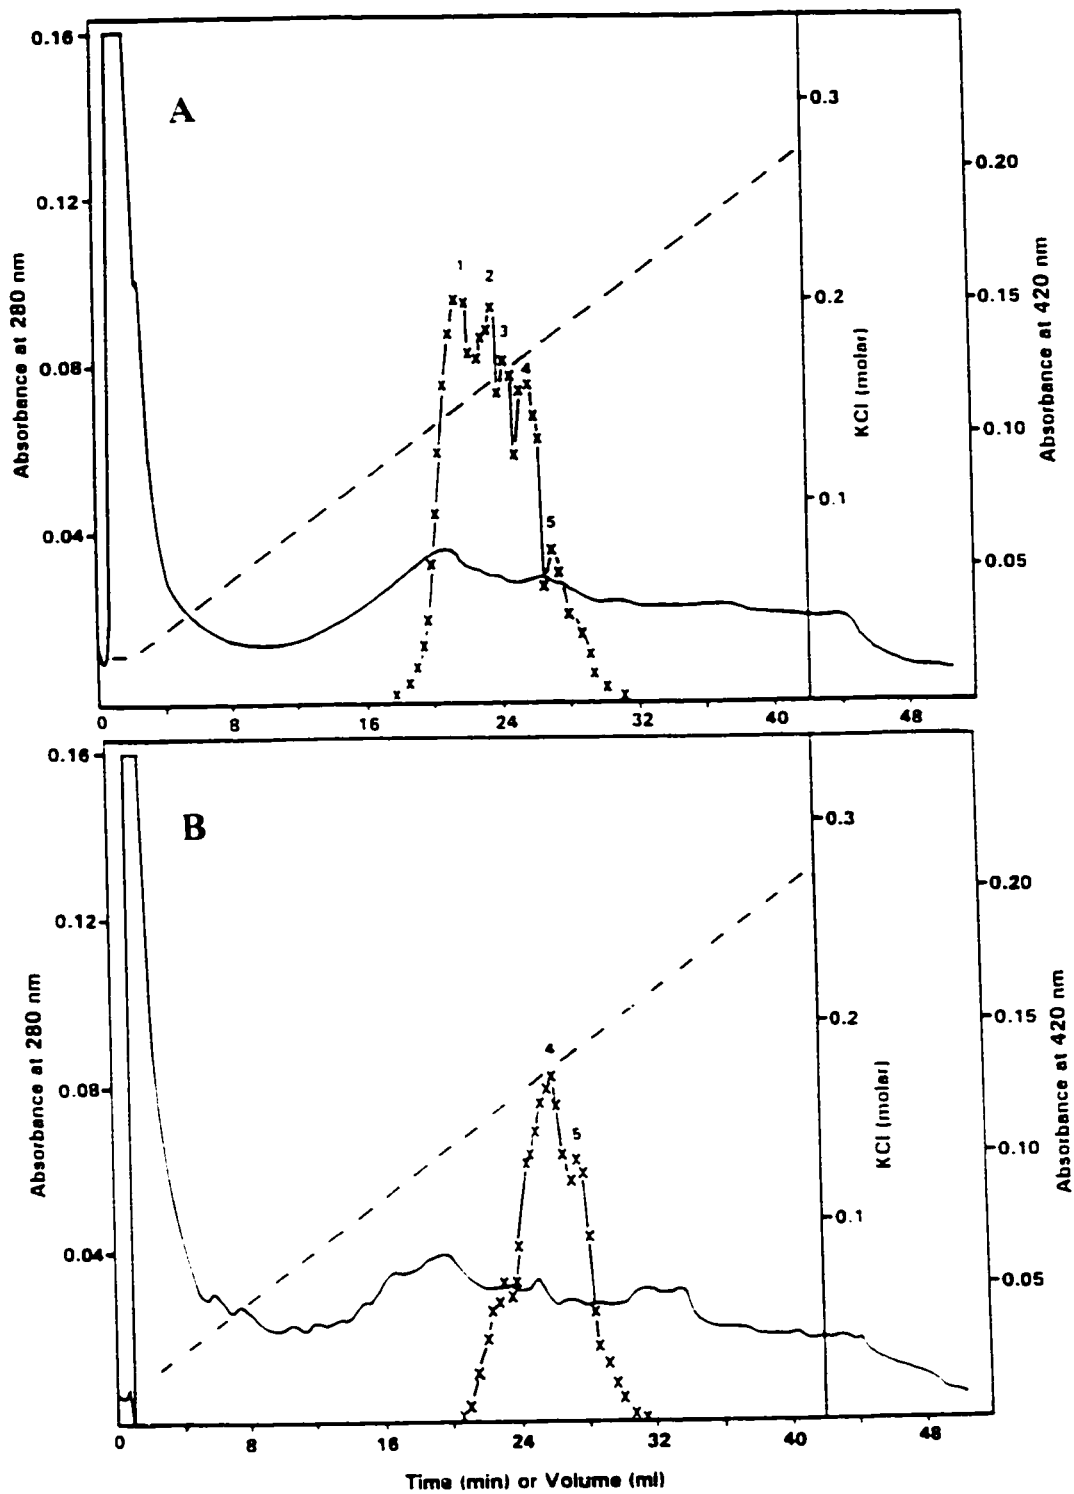 A
0.16
0.12
0.08
0.04
Absorbance at 280 nm
1
2
3
4
5
0.3
0.2
0.1
KCl (molar)
0.20
0.15
0.10
0.05
Absorbance at 420 nm
0 8 16 24 32 40 48
B
0.16
0.12
0.08
0.04
Absorbance at 280 nm
4
5
0.3
0.2
0.1
KCl (molar)
0.20
0.15
0.10
0.05
Absorbance at 420 nm
0 8 16 24 32 40 48
Time (min) or Volume (ml)